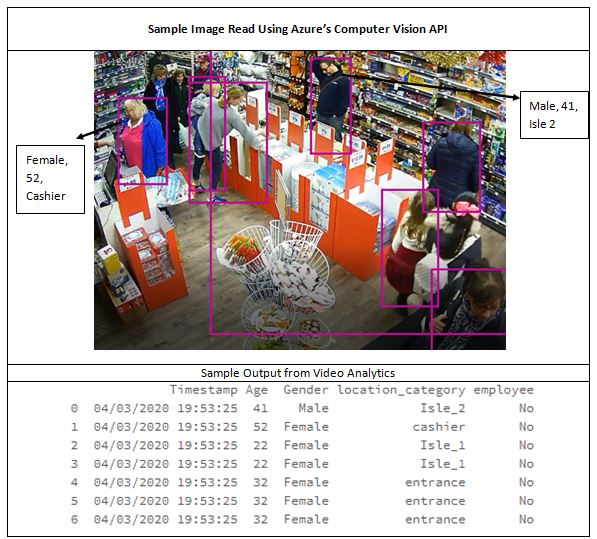 Sample Image Read Using Azure's Computer Vision API
Male, 41,
Isle 2
Female,
52,
Cashier
Sample Output from Video Analytics
Timestamp Age Gender location_category employee
0 04/03/2020 19:53:25 41 Male Isle_2 No
1 04/03/2020 19:53:25 52 Female cashier No
2 04/03/2020 19:53:25 22 Female Isle_1 No
3 04/03/2020 19:53:25 22 Female Isle_1 No
4 04/03/2020 19:53:25 32 Female entrance No
5 04/03/2020 19:53:25 32 Female entrance No
6 04/03/2020 19:53:25 32 Female entrance No